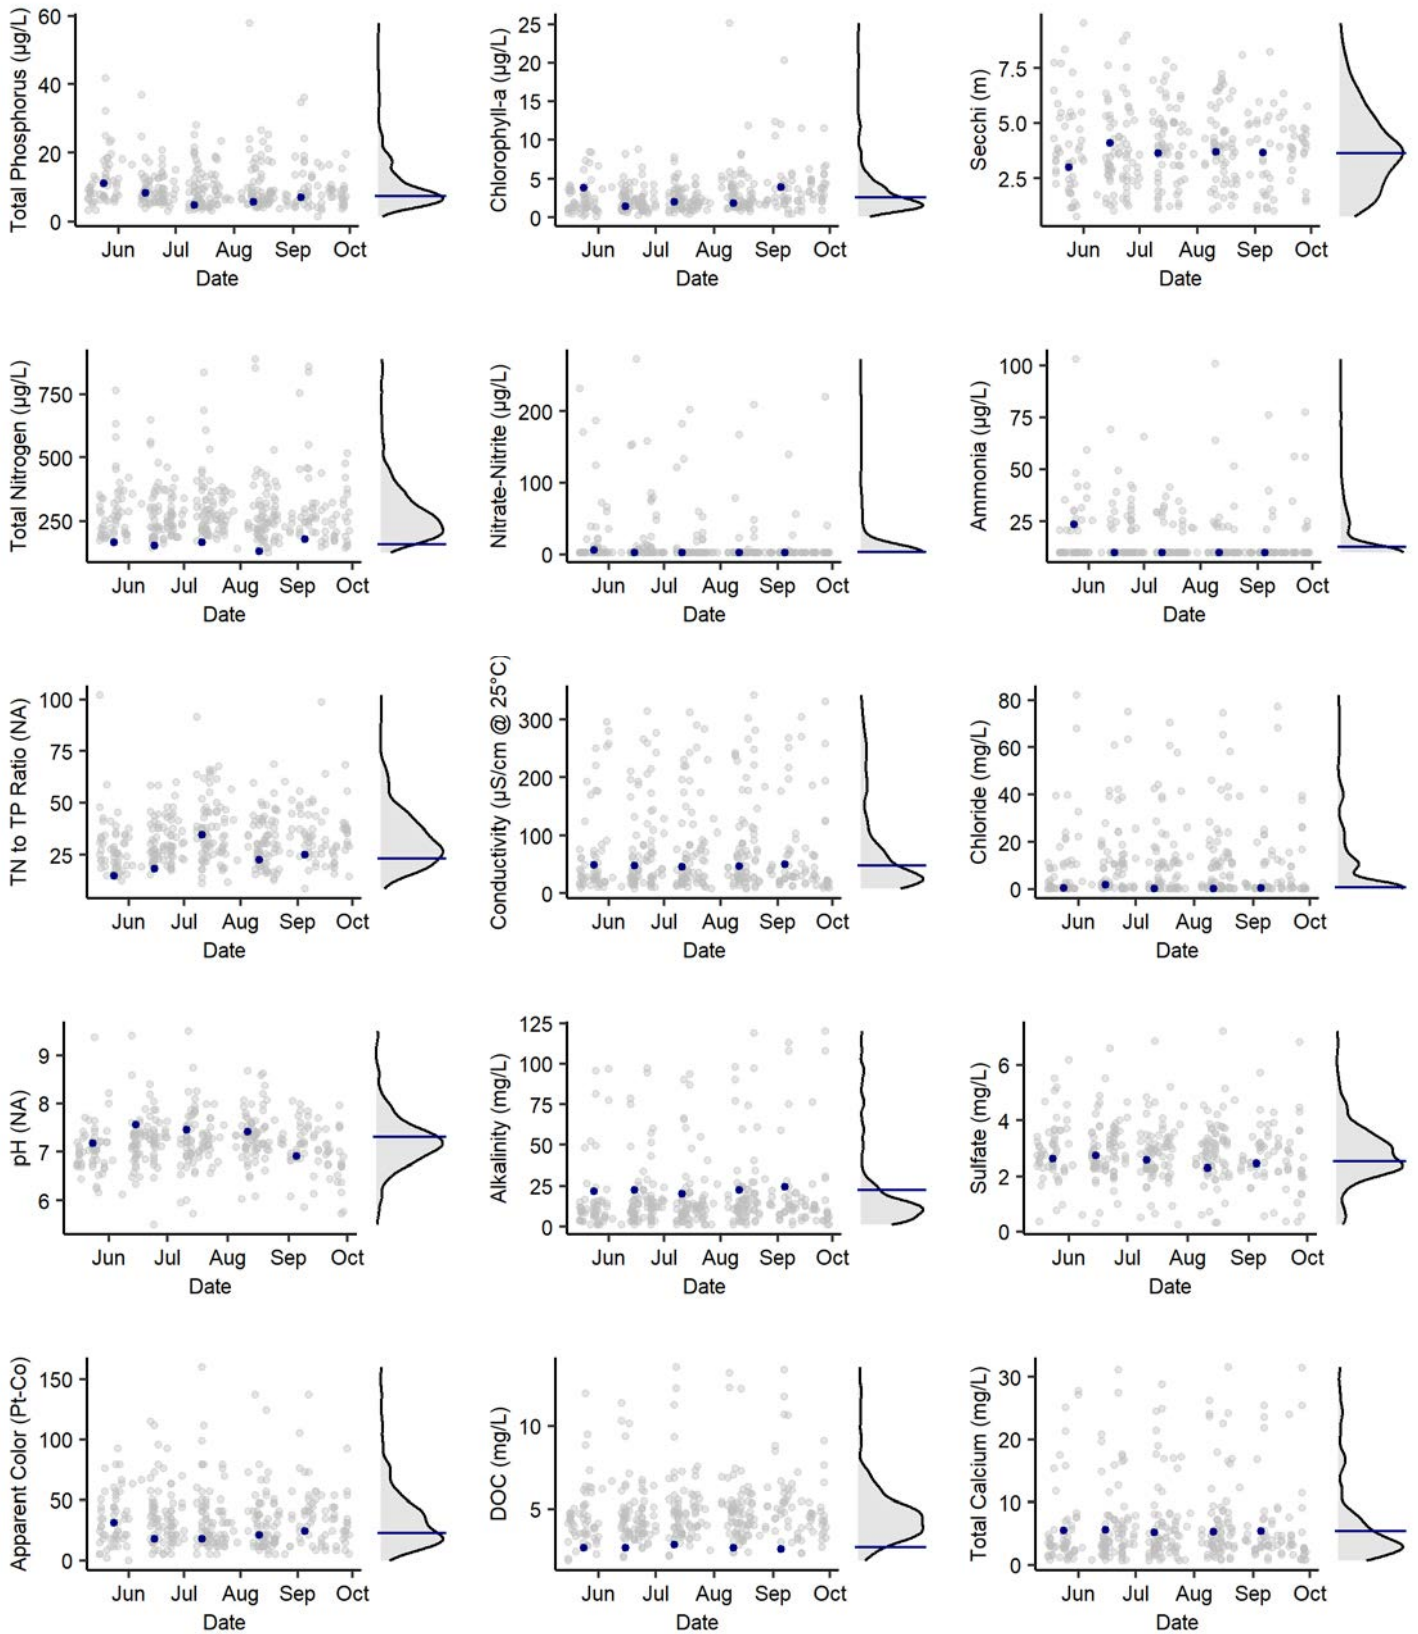 Total Phosphorus (µg/L)
60
40
20
0
Jun Jul Aug Sep Oct
Date
Chlorophyll-a (µg/L)
25
20
15
10
5
0
Jun Jul Aug Sep Oct
Date
Secchi (m)
7.5
5.0
2.5
Jun Jul Aug Sep Oct
Date
Total Nitrogen (µg/L)
750
500
250
Jun Jul Aug Sep Oct
Date
Nitrate-Nitrite (µg/L)
200
100
0
Jun Jul Aug Sep Oct
Date
Ammonia (µg/L)
100
75
50
25
Jun Jul Aug Sep Oct
Date
TN to TP Ratio (NA)
100
75
50
25
Jun Jul Aug Sep Oct
Date
Conductivity (µS/cm @ 25°C)
300
200
100
0
Jun Jul Aug Sep Oct
Date
Chloride (mg/L)
80
60
40
20
0
Jun Jul Aug Sep Oct
Date
pH (NA)
9
8
7
6
Jun Jul Aug Sep Oct
Date
Alkalinity (mg/L)
125
100
75
50
25
0
Jun Jul Aug Sep Oct
Date
Sulfate (mg/L)
6
4
2
0
Jun Jul Aug Sep Oct
Date
Apparent Color (Pt-Co)
150
100
50
0
Jun Jul Aug Sep Oct
Date
DOC (mg/L)
10
5
Jun Jul Aug Sep Oct
Date
Total Calcium (mg/L)
30
20
10
0
Jun Jul Aug Sep Oct
Date